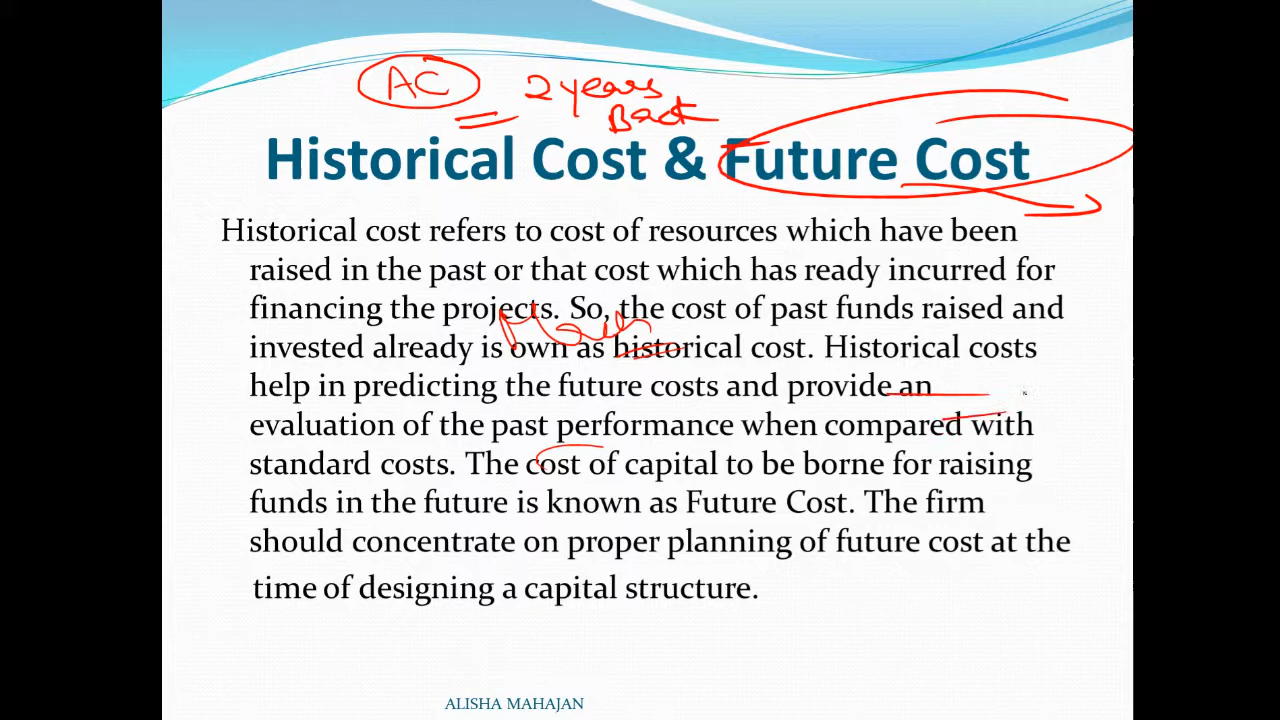 AC 2 years
Back
Historical Cost & Future Cost
Historical cost refers to cost of resources which have been
raised in the past or that cost which has ready incurred for
financing the projects. So, the cost of past funds raised and
invested already is own as historical cost. Historical costs
help in predicting the future costs and provide an
evaluation of the past performance when compared with
standard costs. The cost of capital to be borne for raising
funds in the future is known as Future Cost. The firm
should concentrate on proper planning of future cost at the
time of designing a capital structure.
ALISHA MAHAJAN